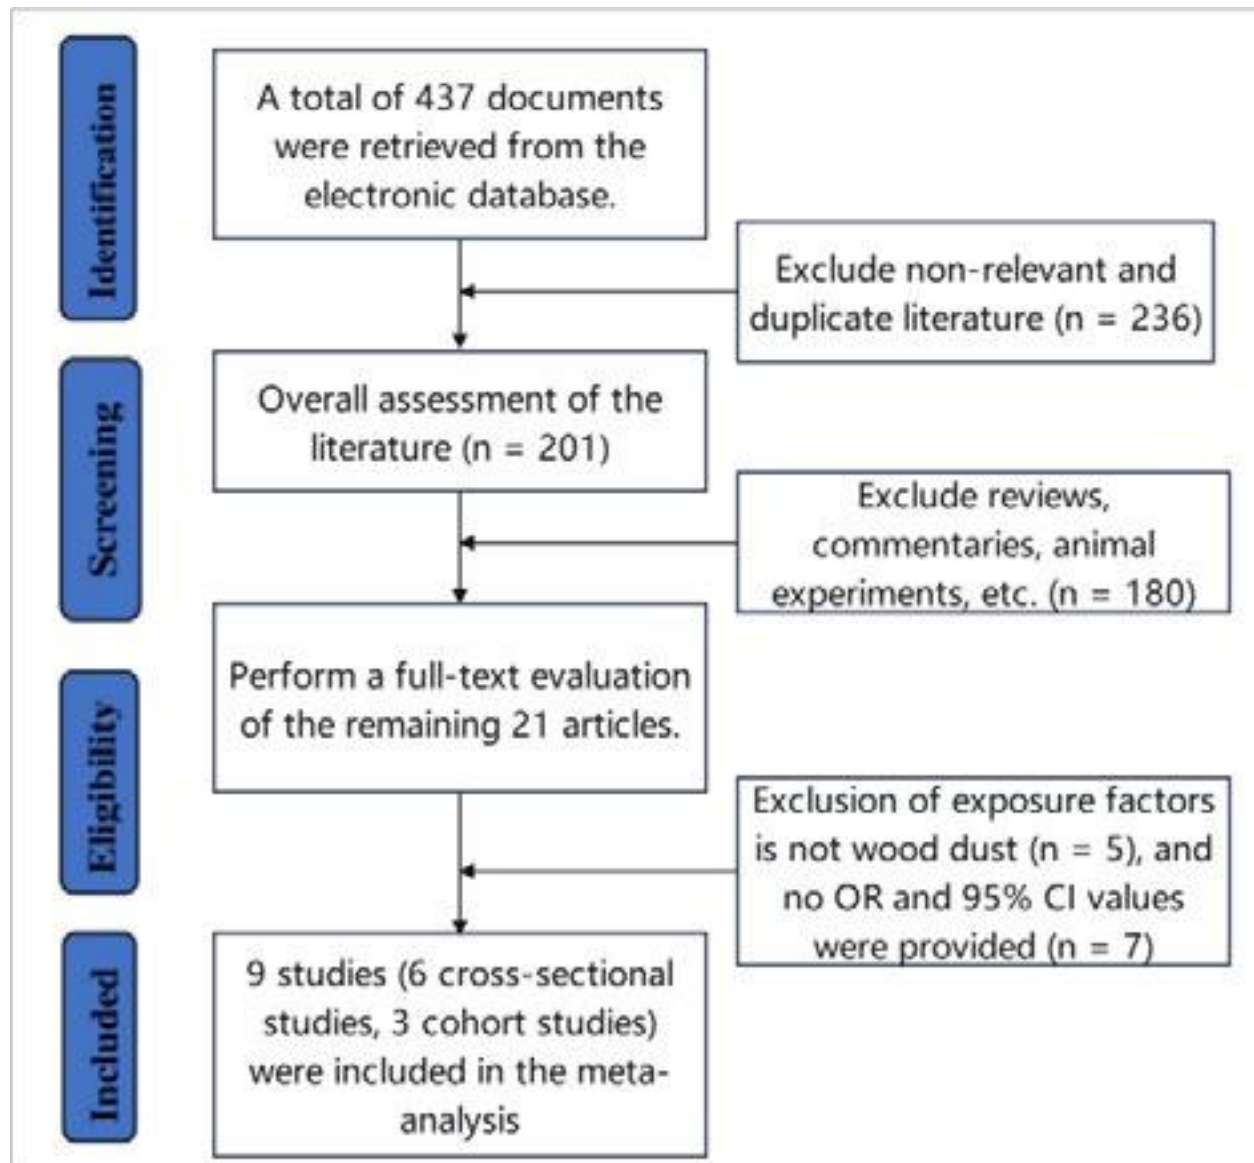 Identification
A total of 437 documents
were retrieved from the
electronic database.
Exclude non-relevant and
duplicate literature (n = 236)
Screening
Overall assessment of the
literature (n = 201)
Exclude reviews,
commentaries, animal
experiments, etc. (n = 180)
Eligibility
Perform a full-text evaluation
of the remaining 21 articles.
Exclusion of exposure factors
is not wood dust (n = 5), and
no OR and 95% CI values
were provided (n = 7)
Included
9 studies (6 cross-sectional
studies, 3 cohort studies)
were included in the meta-
analysis